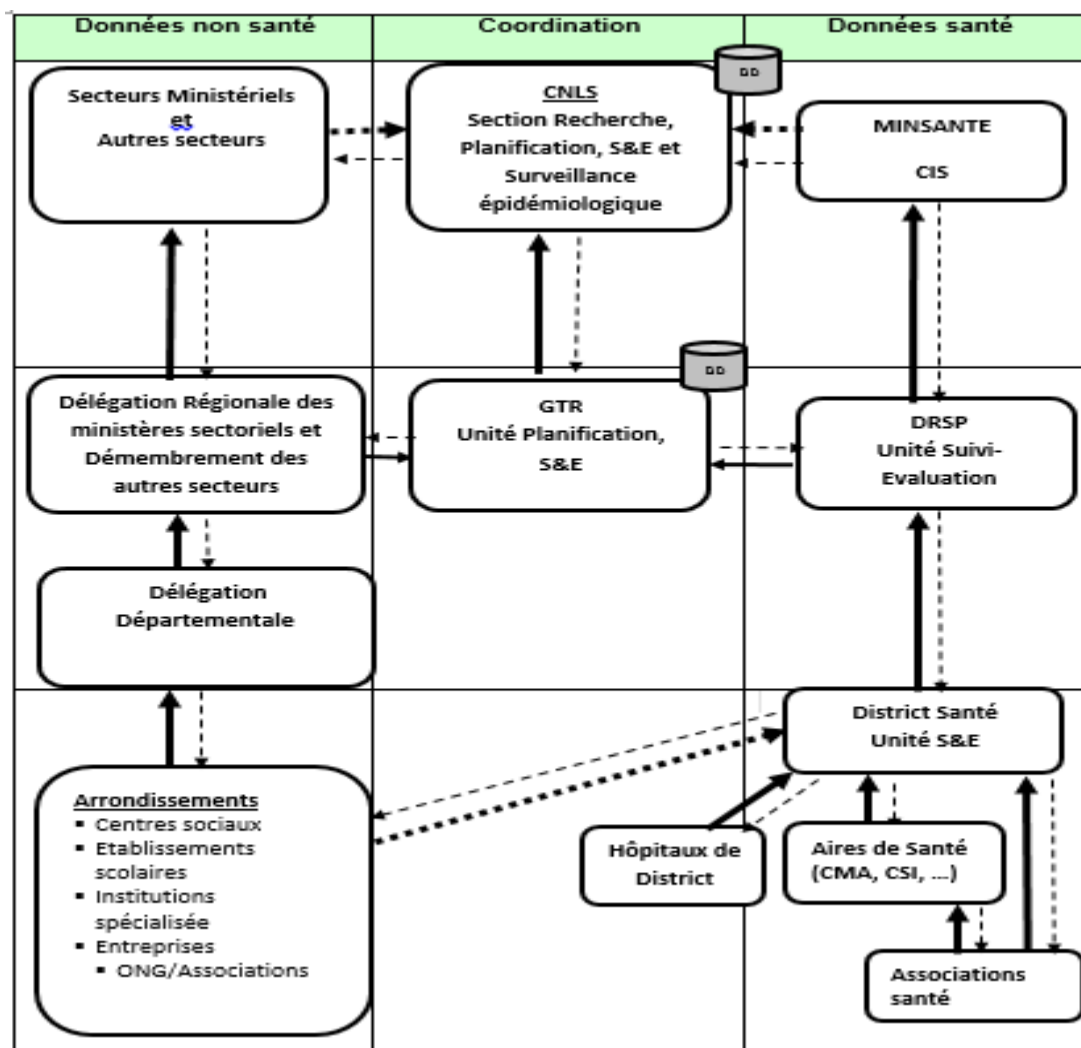 Données non santé
Coordination
Données santé
Secteurs Ministériels
et
Autres secteurs
CNLS
Section Recherche,
Planification, S&E et
Surveillance
épidémiologique
MINSANTE
CIS
Délégation Régionale des
ministères sectoriels et
Démembrement des
autres secteurs
GTR
Unité Planification,
S&E
DRSP
Unité Suivi-
Evaluation
Délégation
Départementale
District Santé
Unité S&E
Arrondissements
▪ Centres sociaux
▪ Etablissements
scolaires
▪ Institutions
spécialisée
▪ Entreprises
▪ ONG/Associations
Hôpitaux de
District
Aires de Santé
(CMA, CSI, ...)
Associations
santé